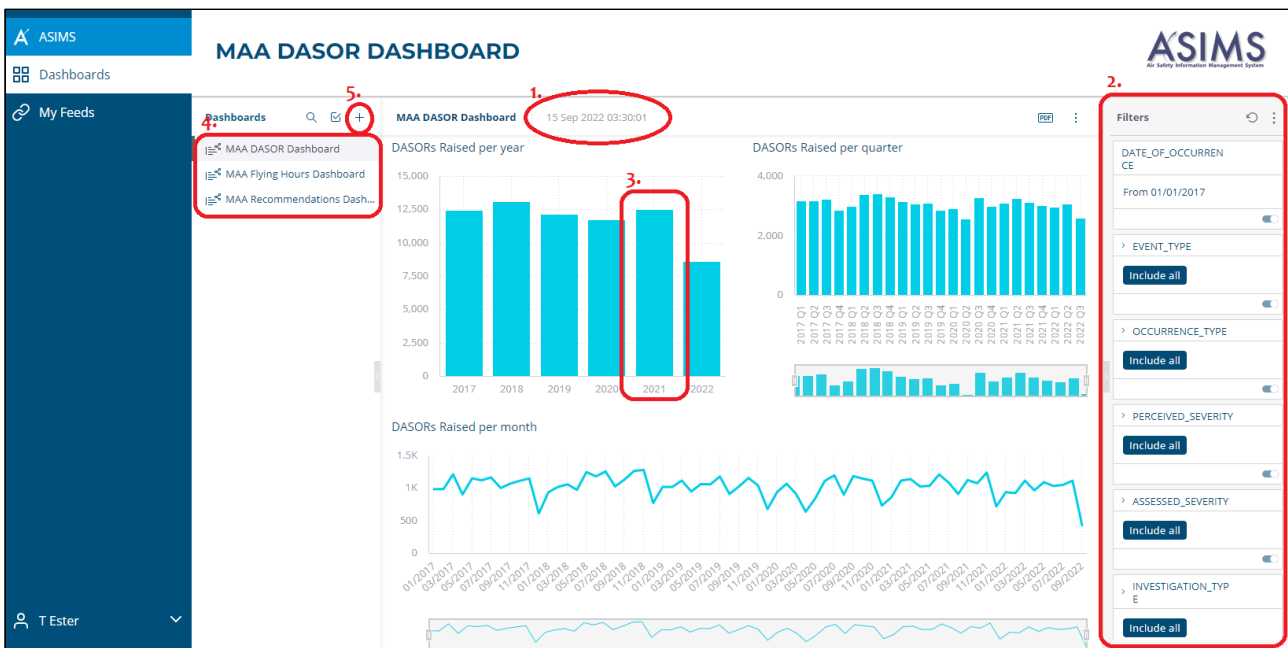 ASIMS
Dashboards
My Feeds
T Ester
MAA DASOR DASHBOARD
ASIMS
Air Safety Information Management System
5.
1.
2.
Dashboards
4.
MAA DASOR Dashboard
MAA Flying Hours Dashboard
MAA Recommendations Dash...
MAA DASOR Dashboard
15 Sep 2022 03:30:01
PDF
DASORs Raised per year
3.
15,000
12,500
10,000
7,500
5,000
2,500
0
2017 2018 2019 2020 2021 2022
DASORs Raised per quarter
4,000
2,000
0
2017 Q1
2017 Q2
2017 Q3
2017 Q4
2018 Q1
2018 Q2
2018 Q3
2018 Q4
2019 Q1
2019 Q2
2019 Q3
2019 Q4
2020 Q1
2020 Q2
2020 Q3
2020 Q4
2021 Q1
2021 Q2
2021 Q3
2021 Q4
2022 Q1
2022 Q2
2022 Q3
DASORs Raised per month
1.5K
1K
500
0
01/2017
03/2017
05/2017
07/2017
09/2017
11/2017
01/2018
03/2018
05/2018
07/2018
09/2018
11/2018
01/2019
03/2019
05/2019
07/2019
09/2019
11/2019
01/2020
03/2020
05/2020
07/2020
09/2020
11/2020
01/2021
03/2021
05/2021
07/2021
09/2021
11/2021
01/2022
03/2022
05/2022
07/2022
09/2022
Filters
DATE_OF_OCCURREN
CE
From 01/01/2017
EVENT_TYPE
Include all
OCCURRENCE_TYPE
Include all
PERCEIVED_SEVERITY
Include all
ASSESSED_SEVERITY
Include all
INVESTIGATION_TYP
E
Include all